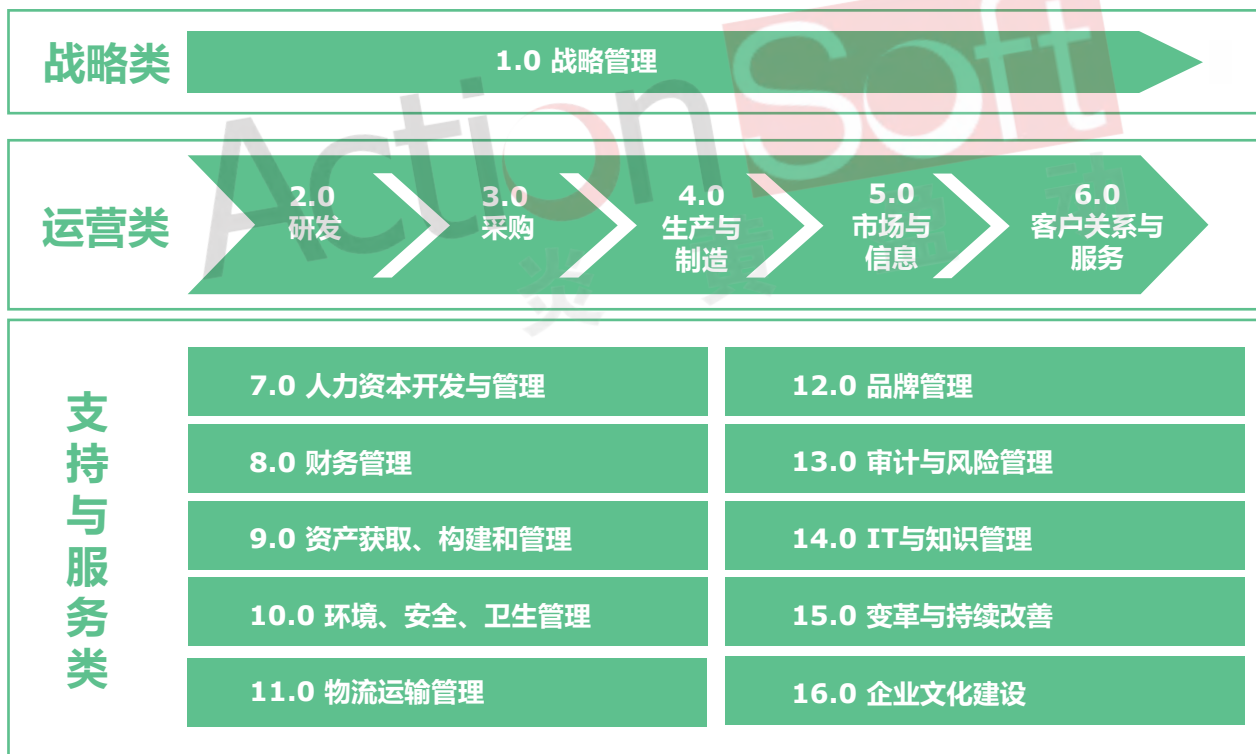 战略类
1.0 战略管理
运营类
2.0
研发
3.0
采购
4.0
生产与
制造
5.0
市场与
信息
6.0
客户关系与
服务
支持与服务类
7.0 人力资本开发与管理
8.0 财务管理
9.0 资产获取、构建和管理
10.0 环境、安全、卫生管理
11.0 物流运输管理
12.0 品牌管理
13.0 审计与风险管理
14.0 IT与知识管理
15.0 变革与持续改善
16.0 企业文化建设
ActionSoft